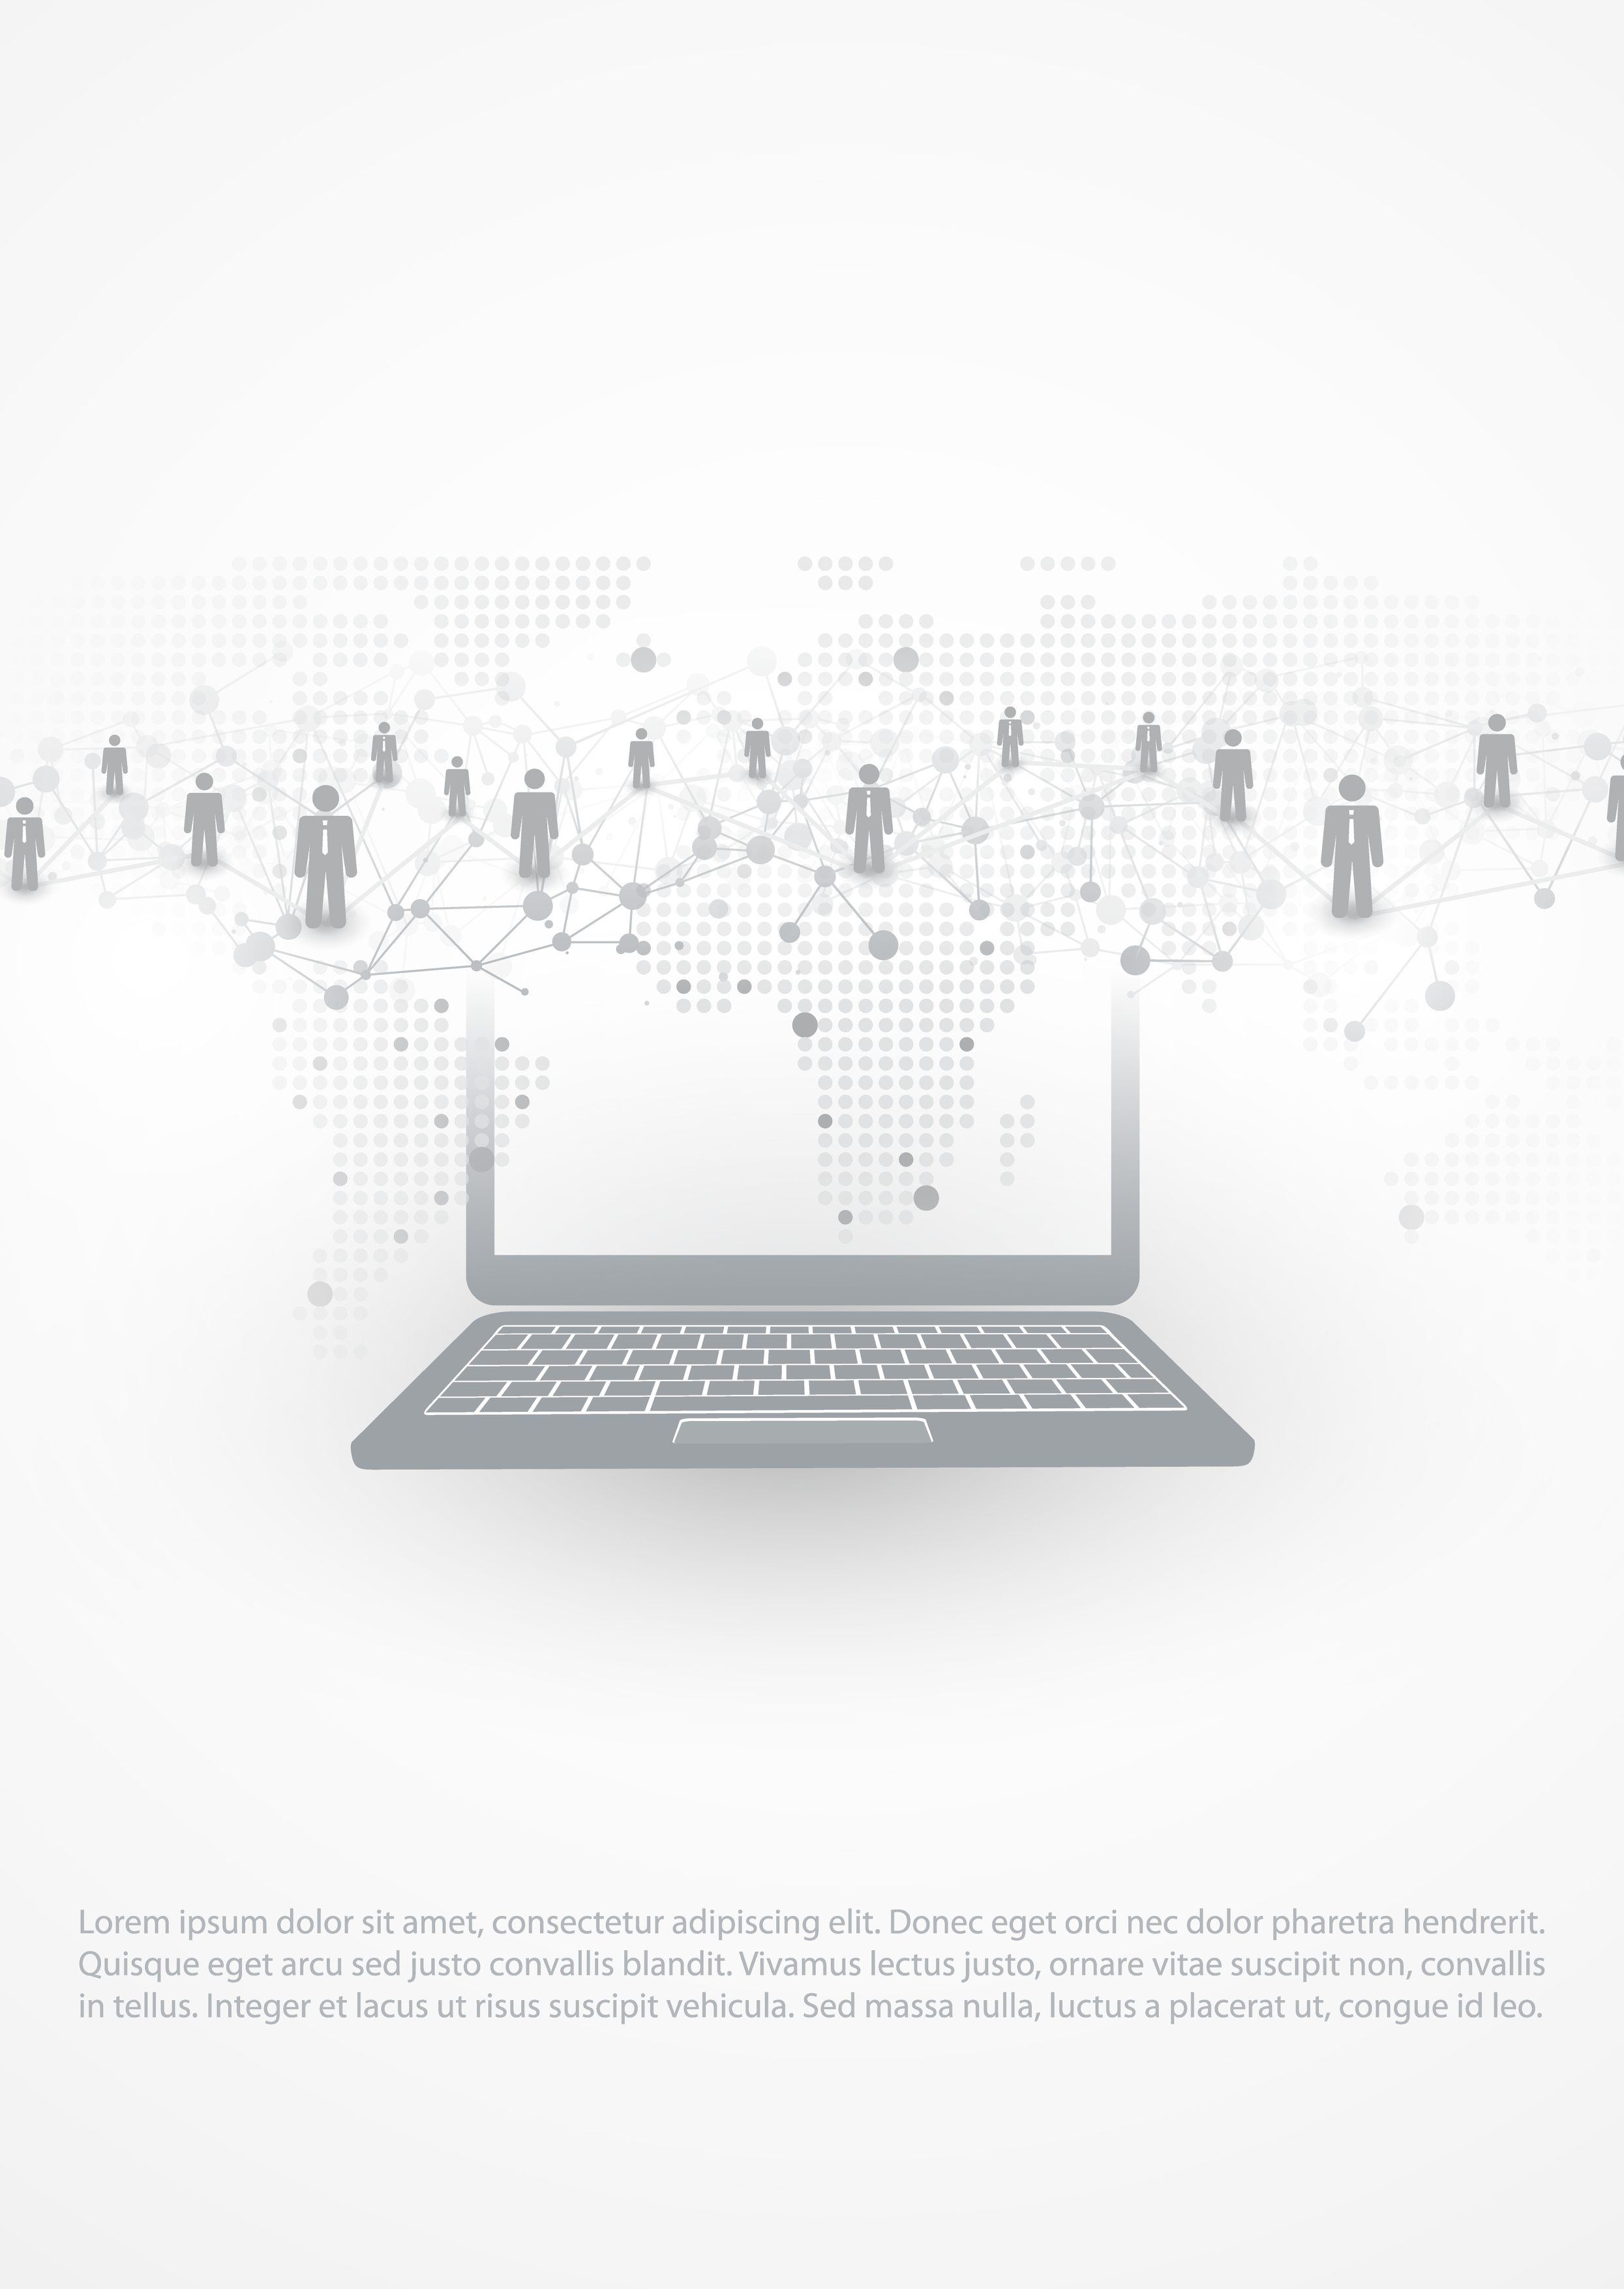 Lorem ipsum dolor sit amet, consectetur adipiscing elit. Donec eget orci nec dolor pharetra hendrerit.
Quisque eget arcu sed justo convallis blandit. Vivamus lectus justo, ornare vitae suscipit non, convallis
in tellus. Integer et lacus ut risus suscipit vehicula. Sed massa nulla, luctus a placerat ut, congue id leo.